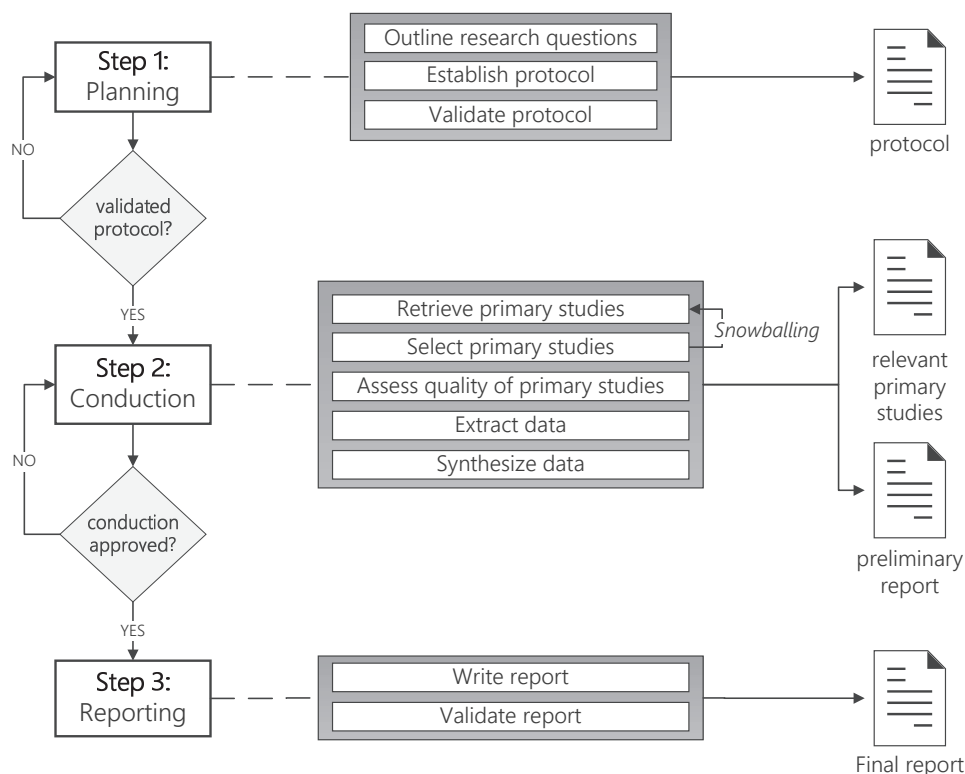 Step 1:
Planning
Outline research questions
Establish protocol
Validate protocol
protocol
NO
validated
protocol?
YES
Step 2:
Conduction
Retrieve primary studies
Select primary studies
Assess quality of primary studies
Extract data
Synthesize data
Snowballing
relevant
primary
studies
preliminary
report
NO
conduction
approved?
YES
Step 3:
Reporting
Write report
Validate report
Final report